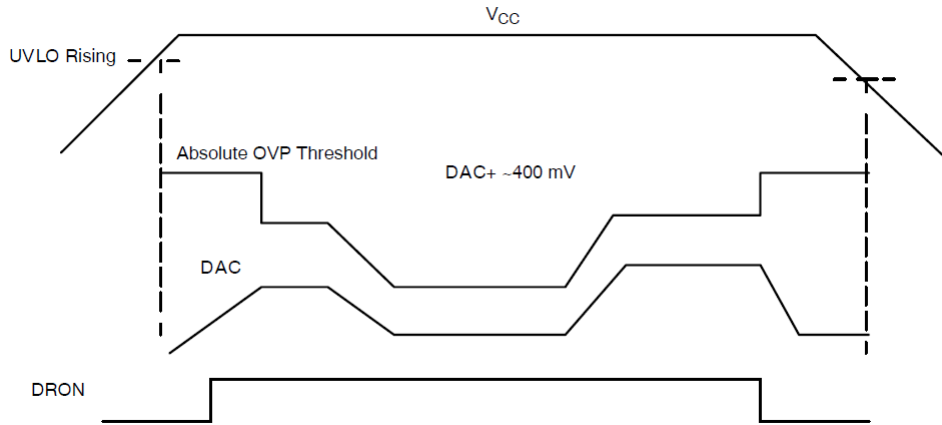 VCC
UVLO Rising
Absolute OVP Threshold
DAC+ ~400 mV
DAC
DRON